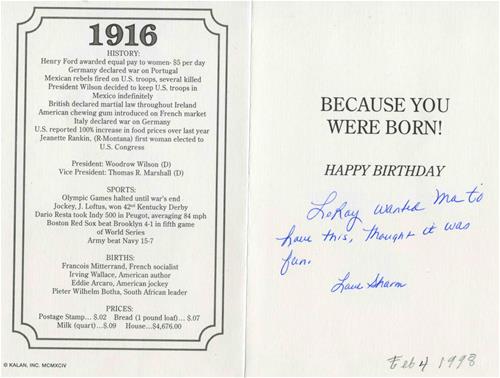 1916
HISTORY:
Henry Ford awarded equal pay to women- $5 per day
Germany declared war on Portugal
Mexican rebels fired on U.S. troops, several killed
President Wilson decided to keep U.S. troops in
Mexico indefinitely
British declared martial law throughout Ireland
American chewing gum introduced on French market
Italy declared war on Germany
U.S. reported 100% increase in food prices over last year
Jeanette Rankin, (R-Montana) first woman elected to
U.S. Congress
President: Woodrow Wilson (D)
Vice President: Thomas R. Marshall (D)
SPORTS:
Olympic Games halted until war's end
Jockey, J. Loftus, won 42nd Kentucky Derby
Dario Resta took Indy 500 in Peugot, averaging 84 mph
Boston Red Sox beat Brooklyn 4-1 in fifth game
of World Series
Army beat Navy 15-7
BIRTHS:
Francois Mitterrand, French socialist
Irving Wallace, American author
Eddie Arcaro, American jockey
Pieter Wilhelm Botha, South African leader
PRICES:
Postage Stamp... $.02 Bread (1 pound loaf)... $.07
Milk (quart)...$.09 House...$4,676.00
© KALAN, INC. MCMXCIV
BECAUSE YOU
WERE BORN!
HAPPY BIRTHDAY
LeRoy wanted Ma to
have this, thought it was
fun.
Love Sharm
Feb 4 1998